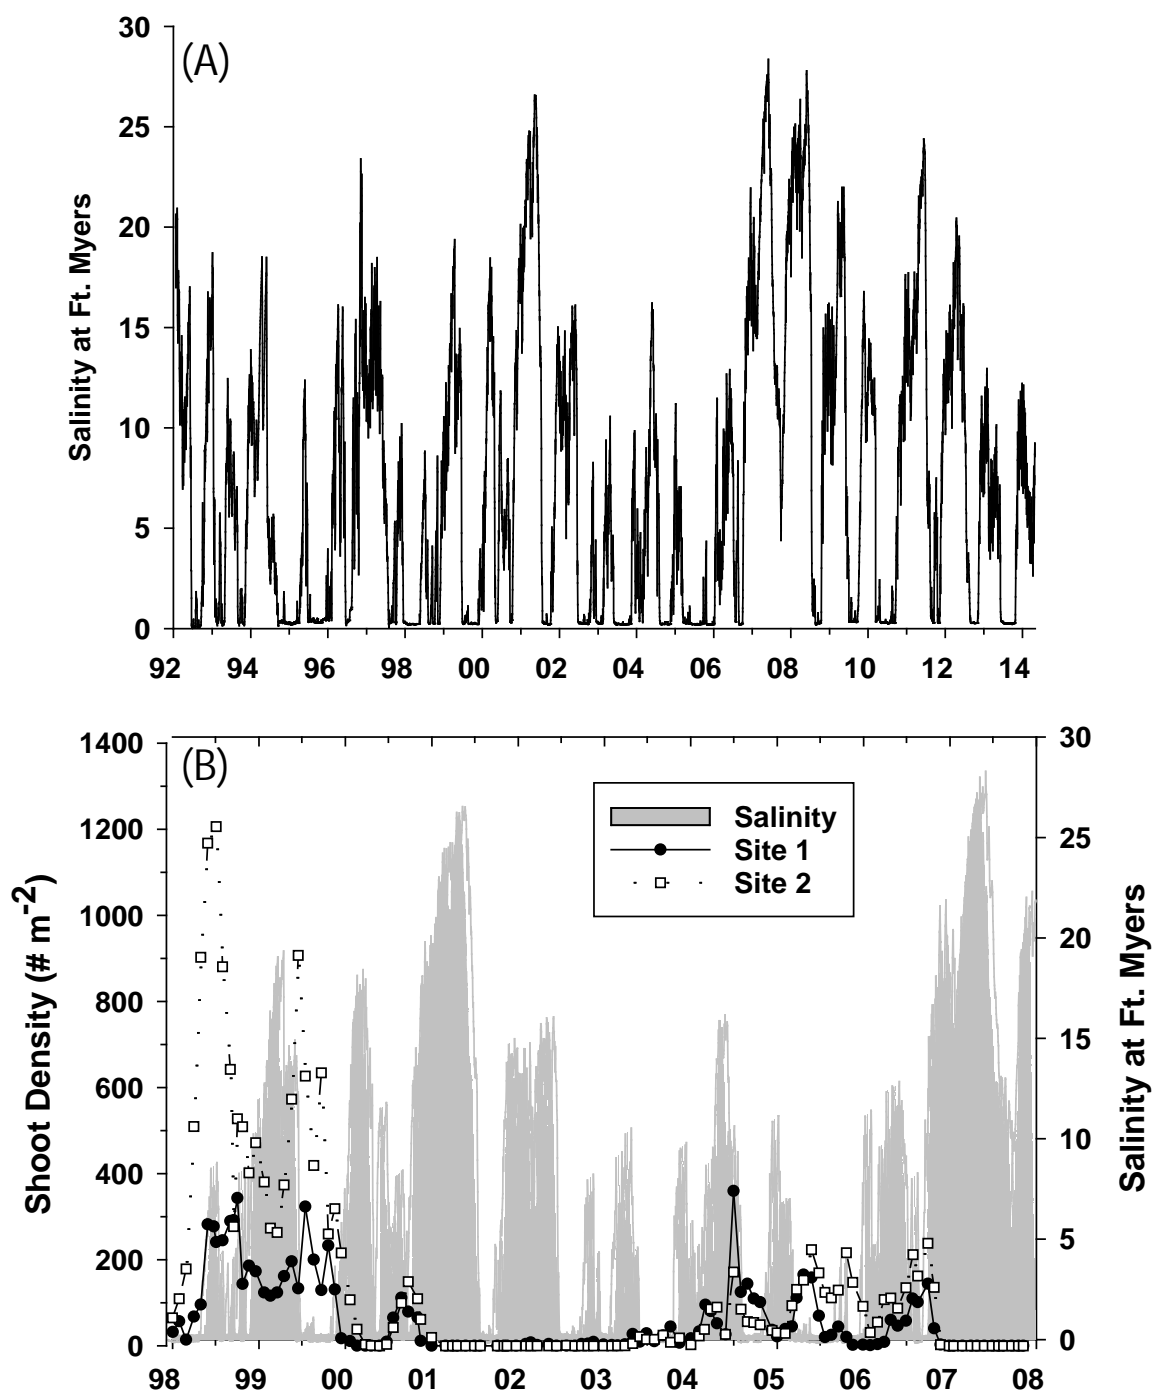 (A)
Salinity at Ft. Myers
30
25
20
15
10
5
0
92 94 96 98 00 02 04 06 08 10 12 14
(B)
Shoot Density (# m-2)
1400
1200
1000
800
600
400
200
0
Salinity
Site 1
Site 2
30
25
20
15
10
5
0
Salinity at Ft. Myers
98 99 00 01 02 03 04 05 06 07 08